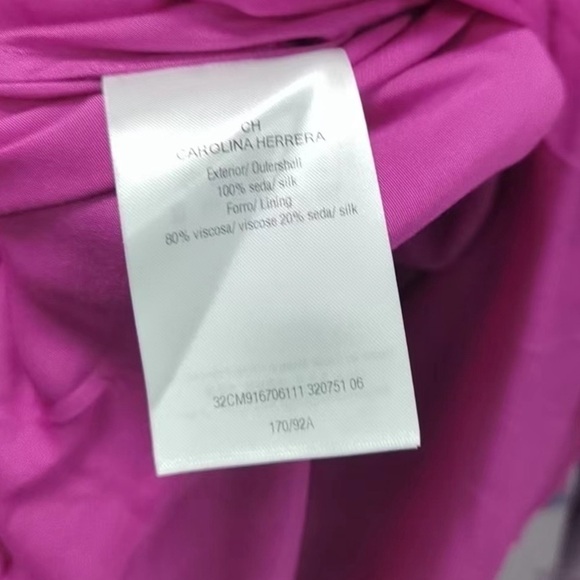 CH
CAROLINA HERRERA
Exterior/ Outershell
100% seda/ silk
Forro/ Lining
80% viscosa/ viscose 20% seda/ silk
32CM916706111 320751 06
170/92A